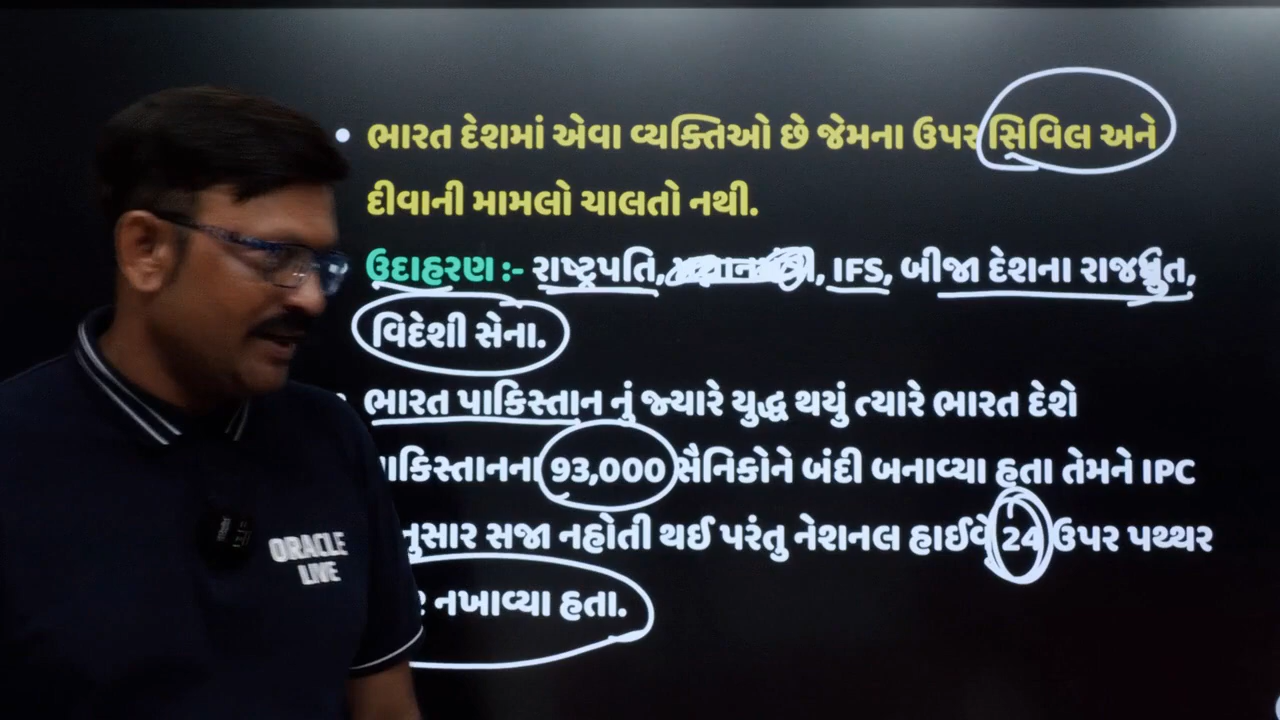 • ભારત દેશમાં એવા વ્યક્તિઓ છે જેમના ઉપર સિવિલ અને
દીવાની મામલો ચાલતો નથી.
ઉદાહરણ :- રાષ્ટ્રપતિ, IFS, બીજા દેશના રાજદૂત,
વિદેશી સેના.
ભારત પાકિસ્તાન નું જ્યારે યુદ્ધ થયું ત્યારે ભારત દેશે
93,000 સૈનિકોને બંદી બનાવ્યા હતા તેમને IPC
સજા નહોતી થઈ પરંતુ નેશનલ હાઈવે 24 ઉપર પથ્થર
નખાવ્યા હતા.
ORACLE
LIVE